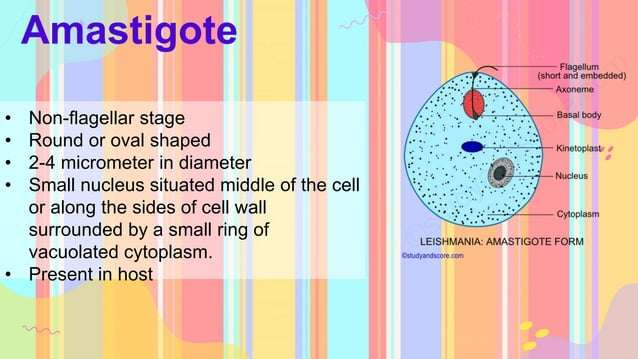 Amastigote
• Non-flagellar stage
• Round or oval shaped
• 2-4 micrometer in diameter
• Small nucleus situated middle of the cell
or along the sides of cell wall
surrounded by a small ring of
vacuolated cytoplasm.
• Present in host
Flagellum
(short and embedded)
Axoneme
Basal body
Kinetoplast
Nucleus
Cytoplasm
LEISHMANIA: AMASTIGOTE FORM
©studyandscore.com